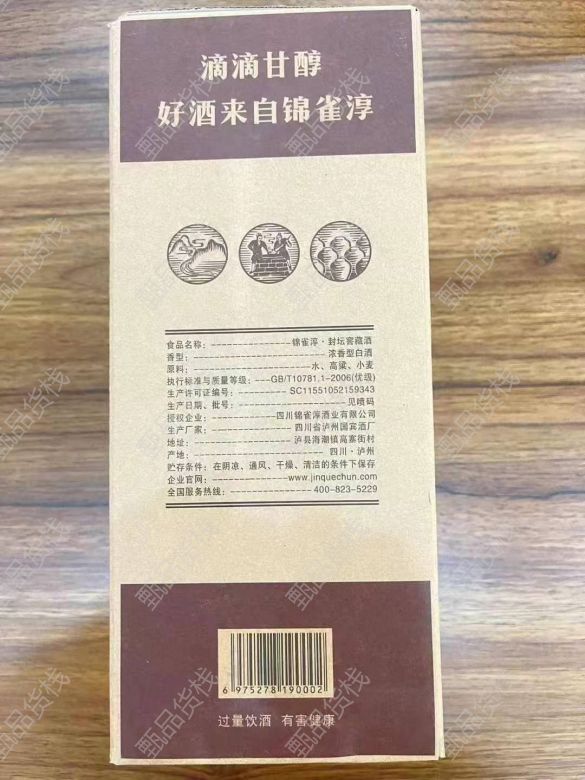 滴滴甘醇
好酒来自锦雀淳
食品名称：----------------锦雀淳·封坛窖藏酒
香型：--------------------------浓香型白酒
原料：------------------------水、高粱、小麦
执行标准与质量等级：---GB/T10781.1-2006(优级)
生产许可证编号：---------SC11551052159343
生产日期、批号：---------------------见喷码
授权企业：-------------四川锦雀淳酒业有限公司
生产厂家：----------------四川省泸州国宾酒厂
地址：-------------------泸县海潮镇高寨街村
产地：---------------------------四川·泸州
贮存条件：在阴凉、通风、干燥、清洁的条件下保存
企业官网：---------------www.jinquechun.com
全国服务热线：----------------400-823-5229
6 975278 190002
过量饮酒 有害健康
甄品货栈